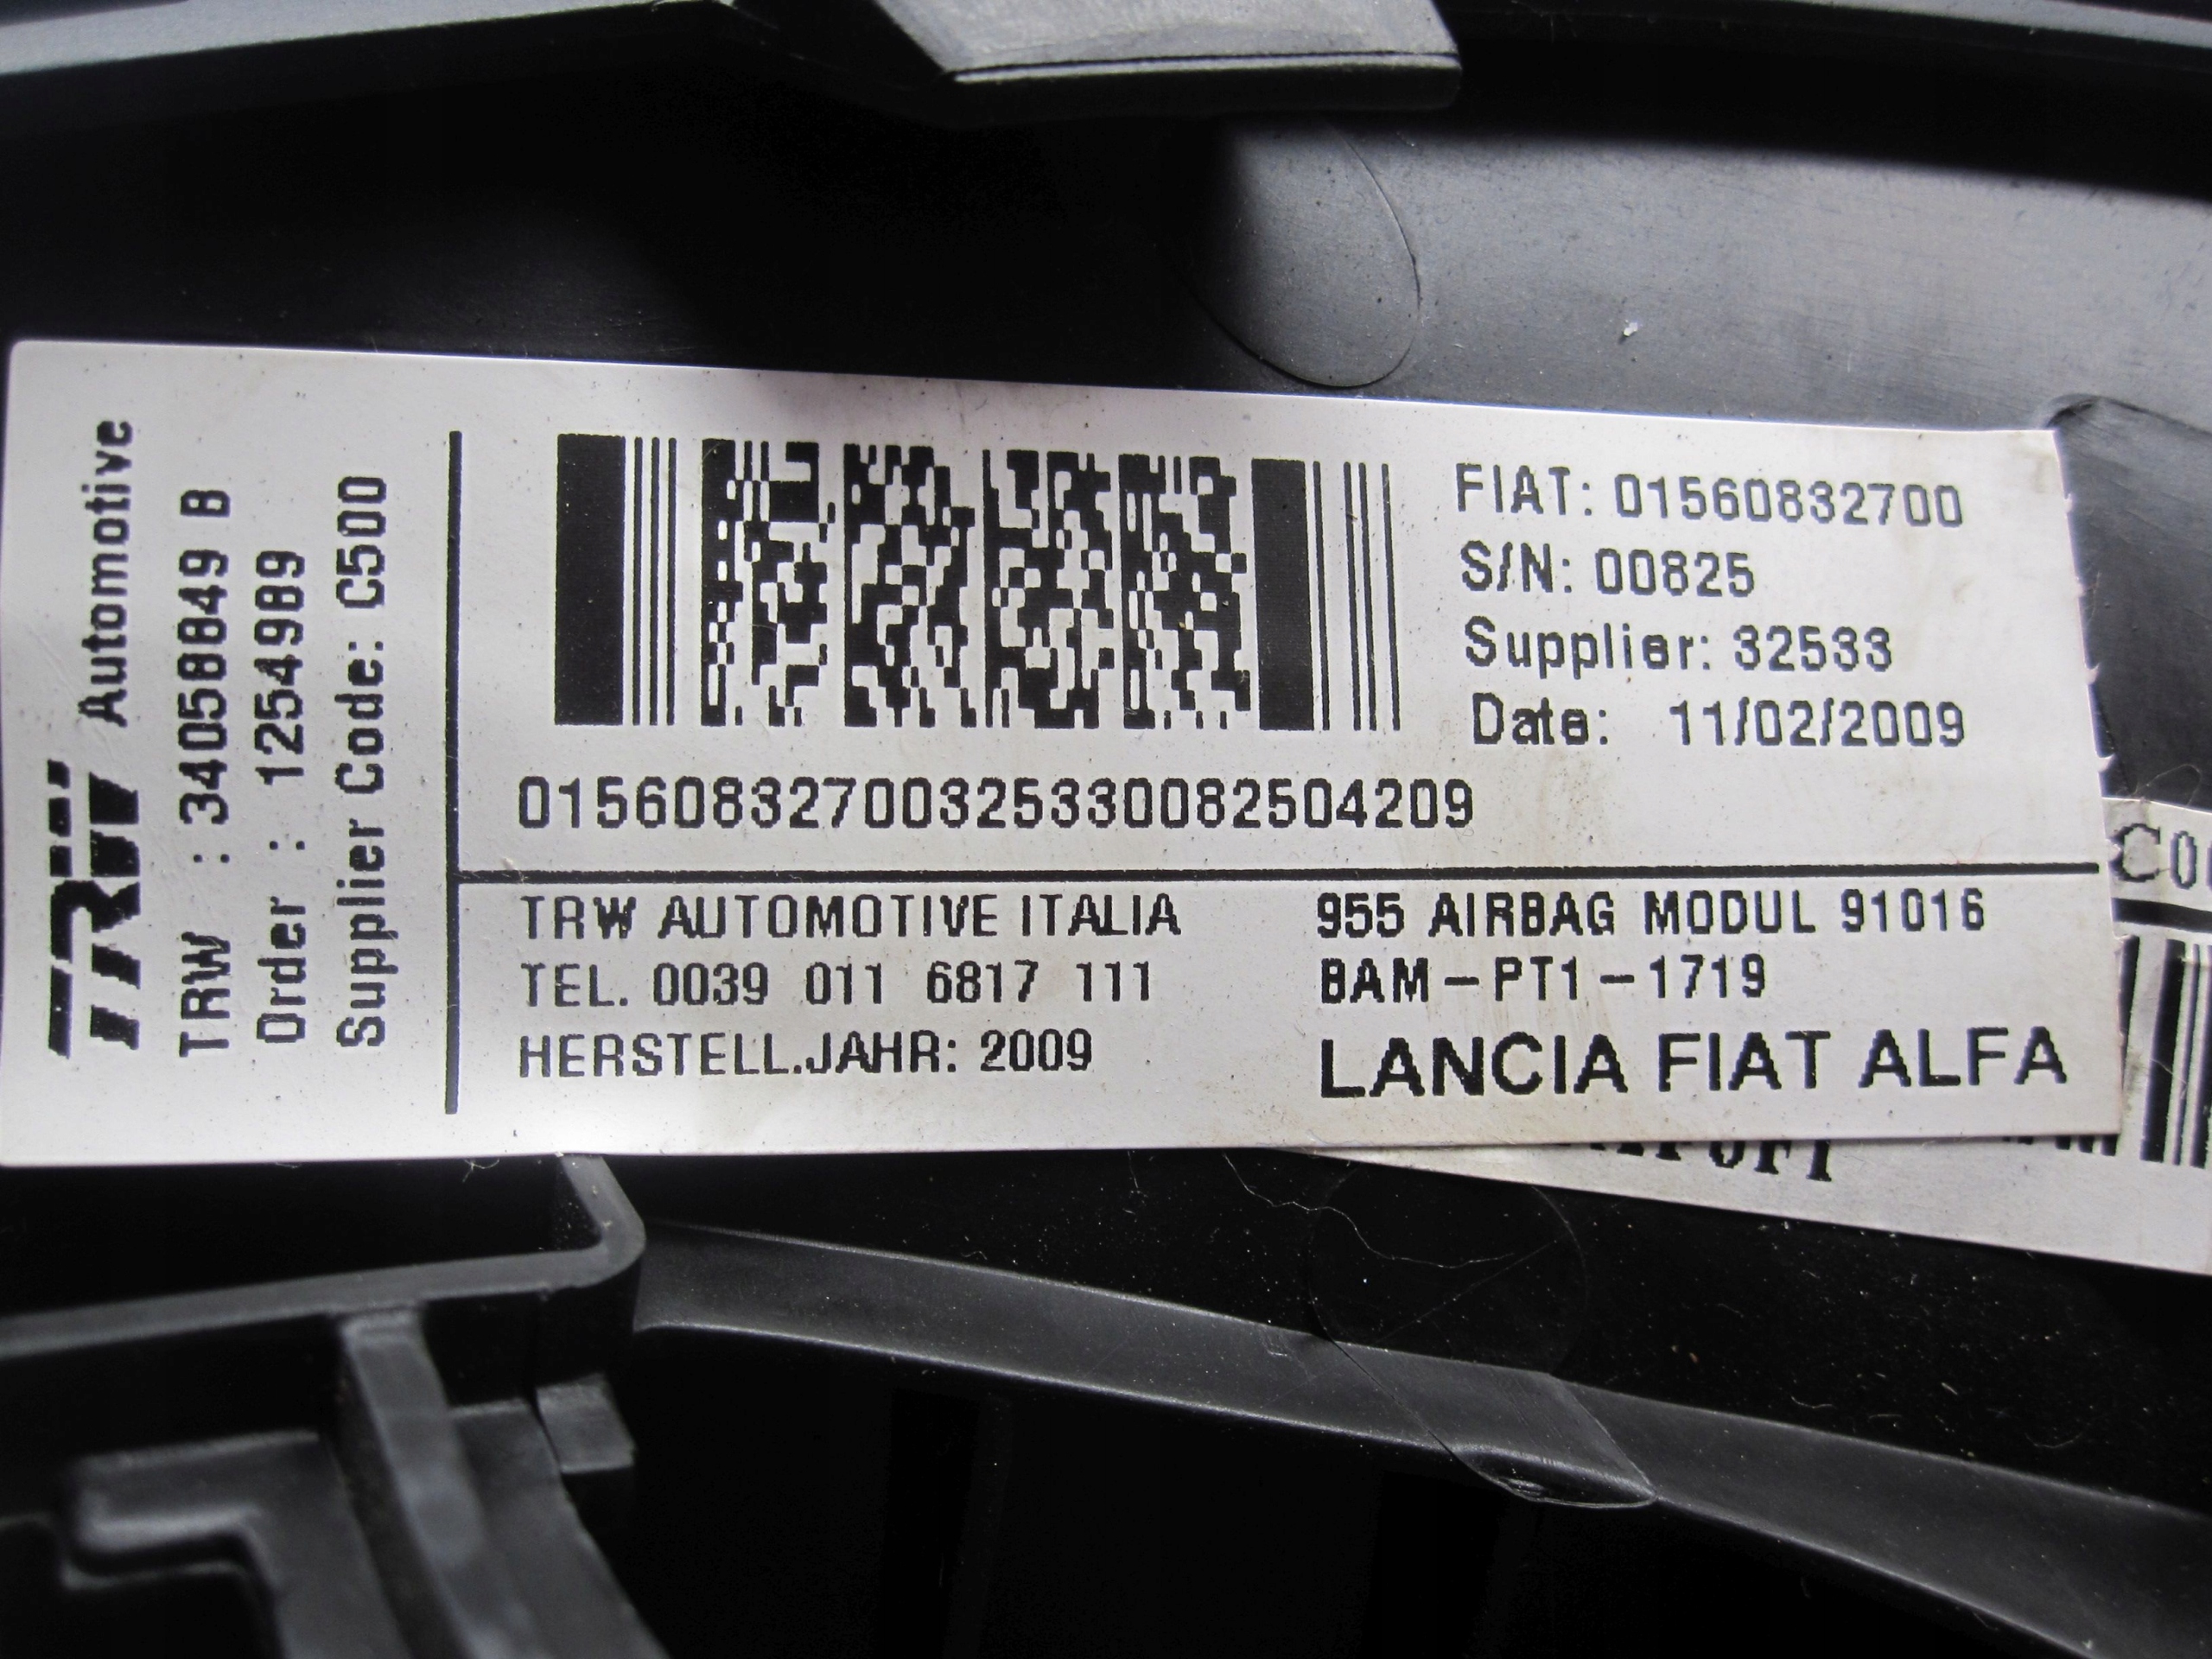 TRW Automotive
TRW : 34058849 B
Order : 1254989
Supplier Code: C500
FIAT: 01560832700
S/N: 00825
Supplier: 32533
Date: 11/02/2009
01560832700325330082504209
TRW AUTOMOTIVE ITALIA
TEL. 0039 011 6817 111
HERSTELL.JAHR: 2009
955 AIRBAG MODUL 91016
BAM-PT1-1719
LANCIA FIAT ALFA